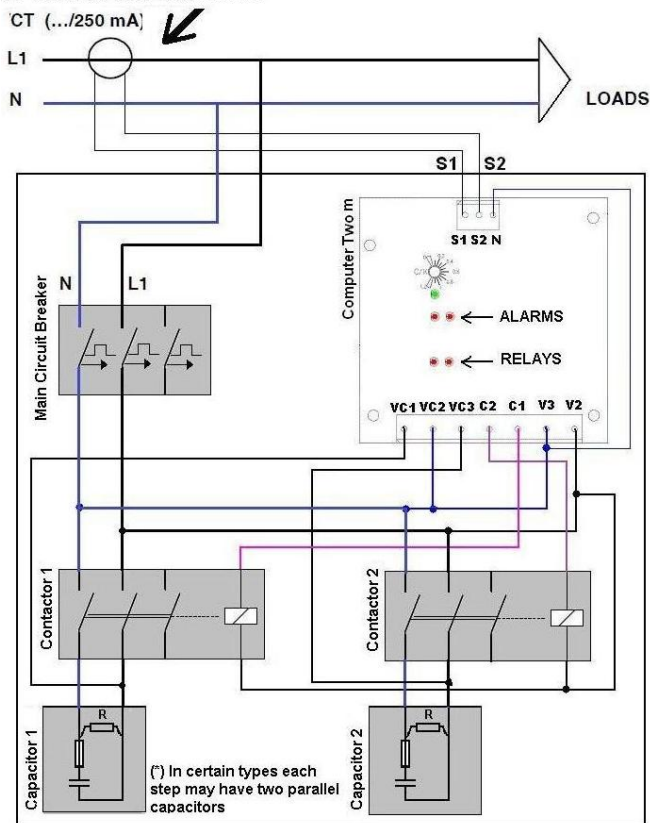 CT (.../250 mA)
L1
N
LOADS
S1 S2
S1 S2 N
Computer Two m
C/K
ALARMS
RELAYS
N L1
Main Circuit Breaker
VC1 VC2 VC3 C2 C1 V3 V2
Contactor 1
Contactor 2
R
R
Capacitor 1
Capacitor 2
(*) In certain types each
step may have two parallel
capacitors